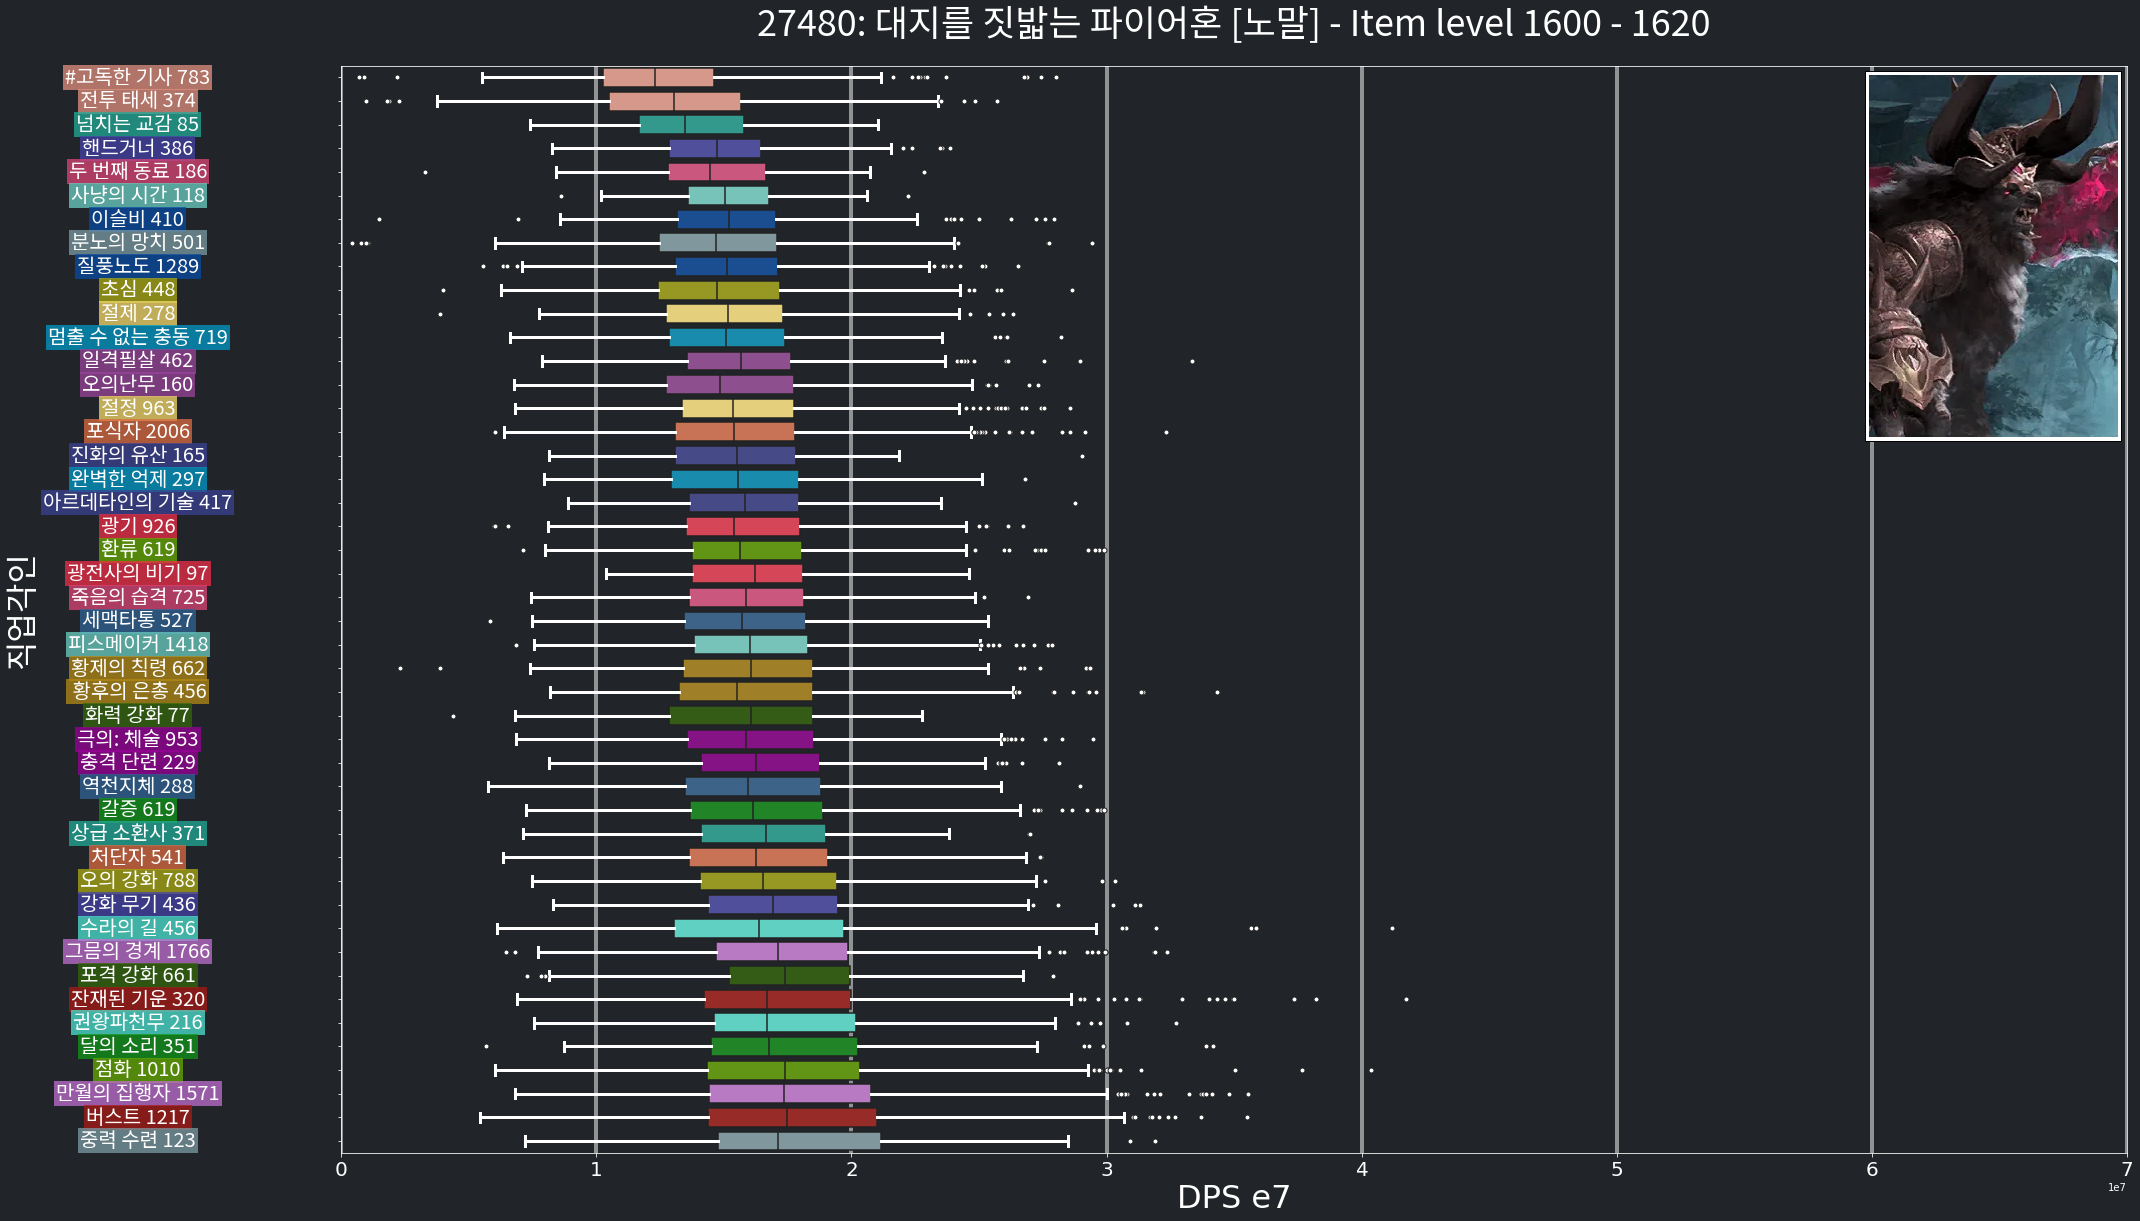 27480: 대지를 짓밟는 파이어혼 [노말] - Item level 1600 - 1620
#고독한 기사 783
전투 태세 374
넘치는 교감 85
핸드거너 386
두 번째 동료 186
사냥의 시간 118
이슬비 410
분노의 망치 501
질풍노도 1289
초심 448
절제 278
멈출 수 없는 충동 719
일격필살 462
오의난무 160
절정 963
포식자 2006
진화의 유산 165
완벽한 억제 297
아르데타인의 기술 417
광기 926
환류 619
광전사의 비기 97
죽음의 습격 725
세맥타통 527
피스메이커 1418
황제의 칙령 662
황후의 은총 456
화력 강화 77
극의: 체술 953
충격 단련 229
역천지체 288
갈증 619
상급 소환사 371
처단자 541
오의 강화 788
강화 무기 436
수라의 길 456
그믐의 경계 1766
포격 강화 661
잔재된 기운 320
권왕파천무 216
달의 소리 351
점화 1010
만월의 집행자 1571
버스트 1217
중력 수련 123
직업각인
0 1 2 3 4 5 6 7
1e7
DPS e7